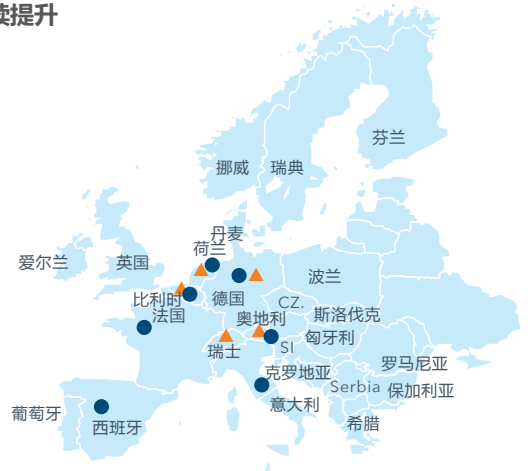 续提升
芬兰
挪威
瑞典
丹麦
荷兰
爱尔兰
英国
波兰
比利时
德国
CZ.
法国
奥地利
斯洛伐克
匈牙利
瑞士
SI
罗马尼亚
克罗地亚
Serbia
保加利亚
意大利
葡萄牙
西班牙
希腊